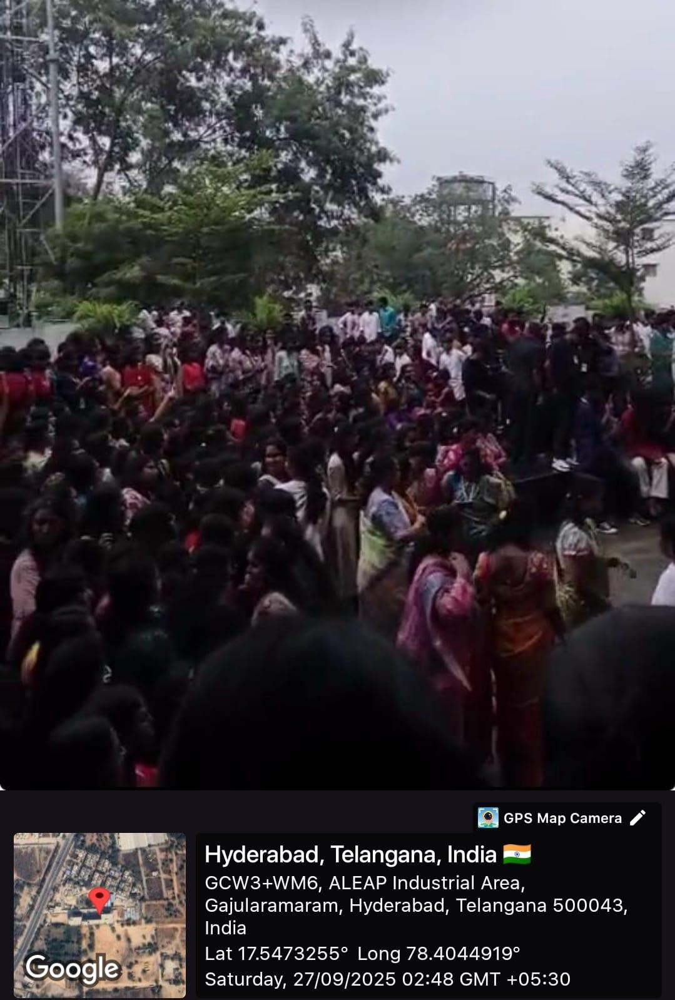 GPS Map Camera
Hyderabad, Telangana, India 🇮🇳
GCW3+WM6, ALEAP Industrial Area,
Gajularamaram, Hyderabad, Telangana 500043,
India
Lat 17.5473255° Long 78.4044919°
Saturday, 27/09/2025 02:48 GMT +05:30
Google